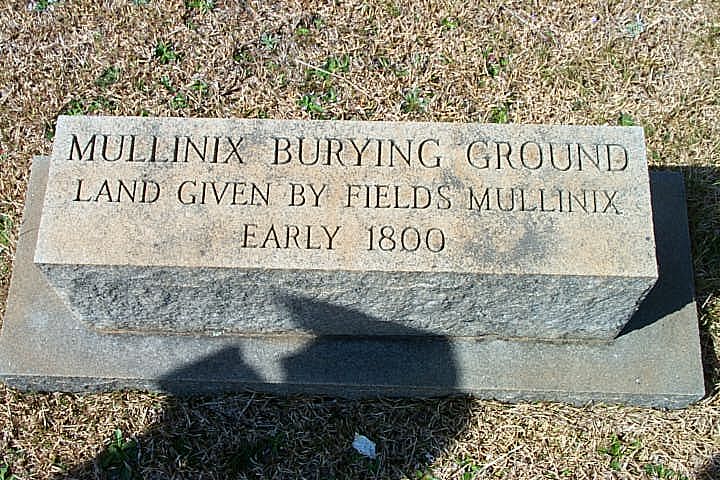 MULLINIX BURYING GROUND
LAND GIVEN BY FIELDS MULLINIX
EARLY 1800